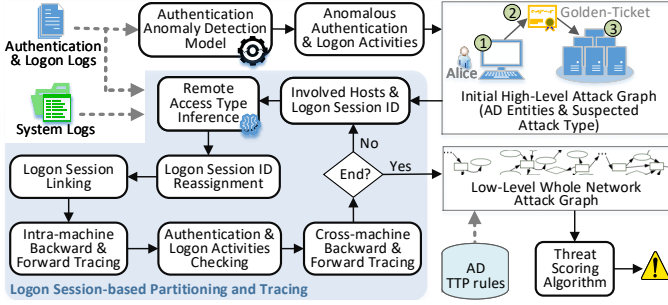 Authentication
& Logon Logs
Authentication
Anomaly Detection
Model
Anomalous
Authentication
& Logon Activities
Golden-Ticket
1
2
3
Alice
Initial High-Level Attack Graph
(AD Entities & Suspected
Attack Type)
System Logs
Remote
Access Type
Inference
Involved Hosts &
Logon Session ID
No
End?
Yes
Logon Session
Linking
Logon Session ID
Reassignment
...
Low-Level Whole Network
Attack Graph
Intra-machine
Backward &
Forward Tracing
Authentication &
Logon Activities
Checking
Cross-machine
Backward &
Forward Tracing
AD
TTP rules
Threat
Scoring
Algorithm
Logon Session-based Partitioning and Tracing